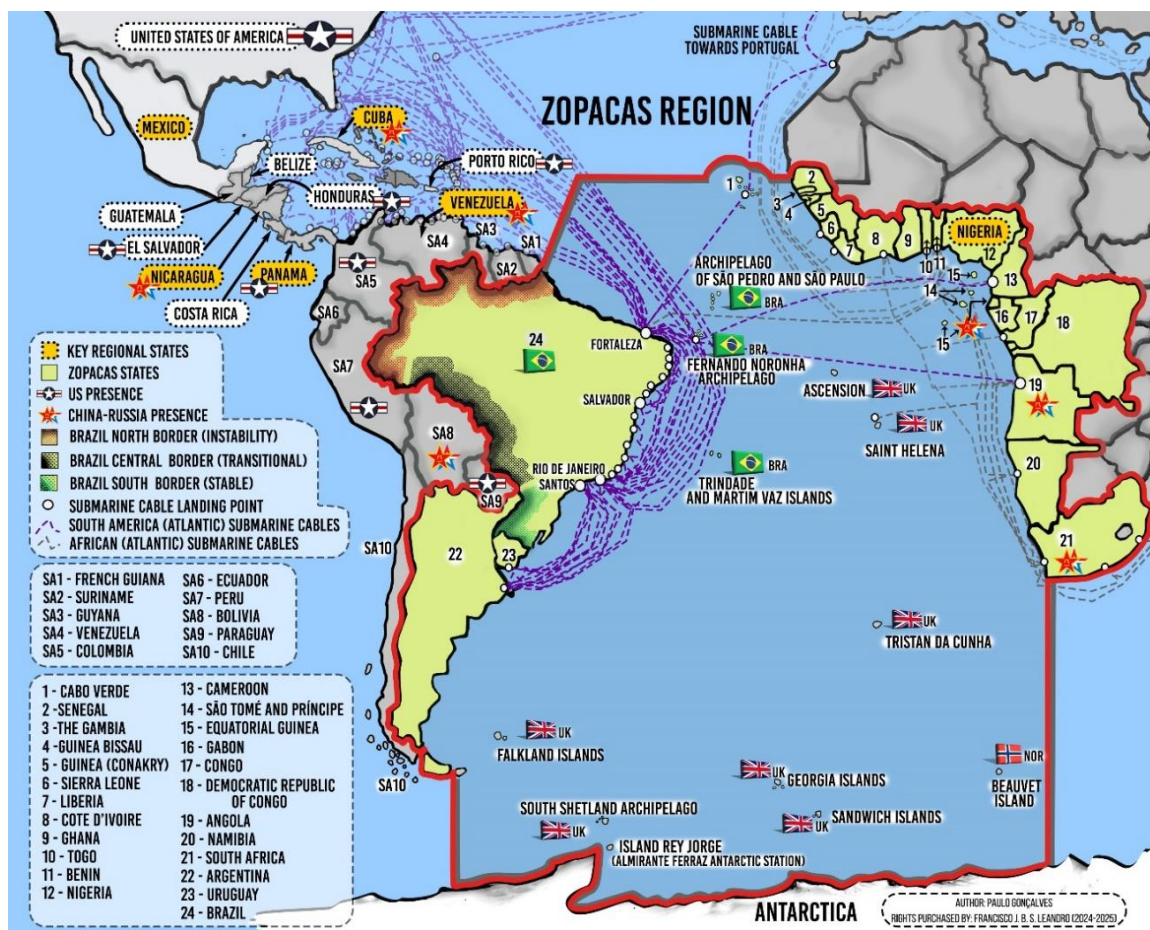 UNITED STATES OF AMERICA
SUBMARINE CABLE
TOWARDS PORTUGAL
ZOPACAS REGION
MEXICO
CUBA
BELIZE
PORTO RICO
HONDURAS
VENEZUELA
GUATEMALA
EL SALVADOR
NICARAGUA
PANAMA
COSTA RICA
SA3
SA4
SA1
SA2
SA5
SA6
SA7
SA8
SA9
SA10
SA10
1
2
3
4
5
6
7
8
9
10
11
NIGERIA
12
13
15
14
15
16
17
18
19
20
21
22
23
24
ARCHIPELAGO
OF SÃO PEDRO AND SÃO PAULO
BRA
FORTALEZA
BRA
FERNANDO NORONHA
ARCHIPELAGO
SALVADOR
ASCENSION
UK
UK
SAINT HELENA
RIO DE JANEIRO
SANTOS
BRA
TRINDADE
AND MARTIM VAZ ISLANDS
UK
TRISTAN DA CUNHA
UK
FALKLAND ISLANDS
UK
GEORGIA ISLANDS
NOR
BEAUVET
ISLAND
SOUTH SHETLAND ARCHIPELAGO
UK
UK
SANDWICH ISLANDS
ISLAND REY JORGE
(ALMIRANTE FERRAZ ANTARCTIC STATION)
ANTARCTICA
KEY REGIONAL STATES
ZOPACAS STATES
US PRESENCE
CHINA-RUSSIA PRESENCE
BRAZIL NORTH BORDER (INSTABILITY)
BRAZIL CENTRAL BORDER (TRANSITIONAL)
BRAZIL SOUTH BORDER (STABLE)
SUBMARINE CABLE LANDING POINT
SOUTH AMERICA (ATLANTIC) SUBMARINE CABLES
AFRICAN (ATLANTIC) SUBMARINE CABLES
SA1 - FRENCH GUIANA
SA2 - SURINAME
SA3 - GUYANA
SA4 - VENEZUELA
SA5 - COLOMBIA
SA6 - ECUADOR
SA7 - PERU
SA8 - BOLIVIA
SA9 - PARAGUAY
SA10 - CHILE
1 - CABO VERDE
2 - SENEGAL
3 - THE GAMBIA
4 - GUINEA BISSAU
5 - GUINEA (CONAKRY)
6 - SIERRA LEONE
7 - LIBERIA
8 - COTE D'IVOIRE
9 - GHANA
10 - TOGO
11 - BENIN
12 - NIGERIA
13 - CAMEROON
14 - SÃO TOMÉ AND PRÍNCIPE
15 - EQUATORIAL GUINEA
16 - GABON
17 - CONGO
18 - DEMOCRATIC REPUBLIC
OF CONGO
19 - ANGOLA
20 - NAMIBIA
21 - SOUTH AFRICA
22 - ARGENTINA
23 - URUGUAY
24 - BRAZIL
AUTHOR: PAULO GONÇALVES
RIGHTS PURCHASED BY: FRANCISCO J. B. S. LEANDRO (2024-2025)